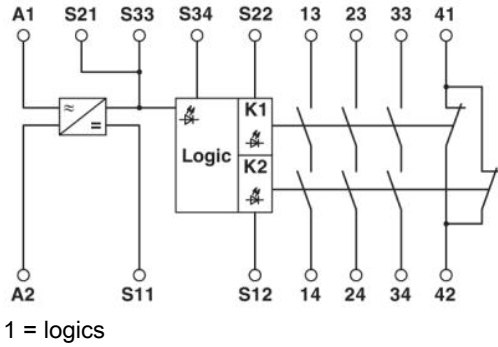 A1 S21 S33 S34 S22 13 23 33 41
≂
=
K1
Logic
K2
A2 S11 S12 14 24 34 42
1 = logics